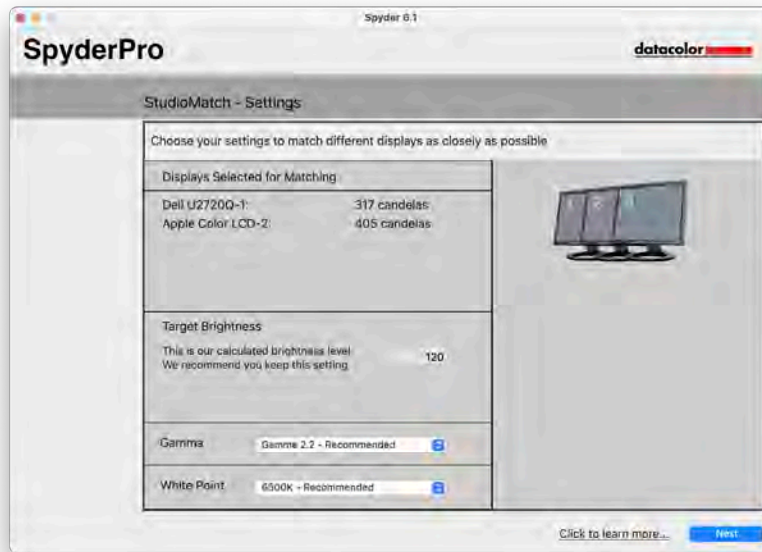 Spyder 6.1
SpyderPro
datacolor
StudioMatch - Settings
Choose your settings to match different displays as closely as possible
Displays Selected for Matching
Dell U2720Q-1: 317 candelas
Apple Color LCD-2: 405 candelas
1 2 3
Target Brightness
This is our calculated brightness level
We recommend you keep this setting
120
Gamma Gamma 2.2 - Recommended
White Point 6500K - Recommended
Click to learn more...
Next